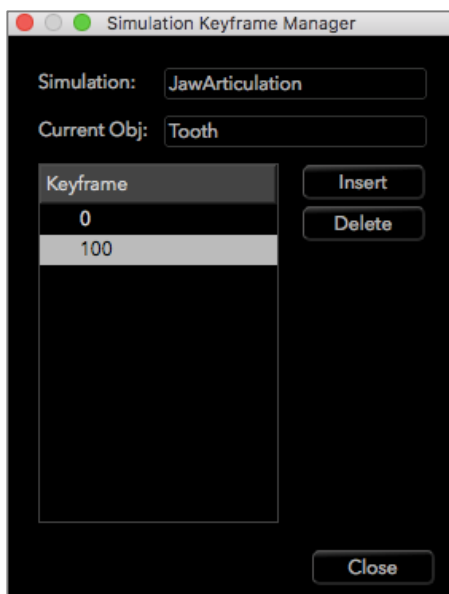 Simulation Keyframe Manager
Simulation: JawArticulation
Current Obj: Tooth
Keyframe Insert
0 Delete
100
Close